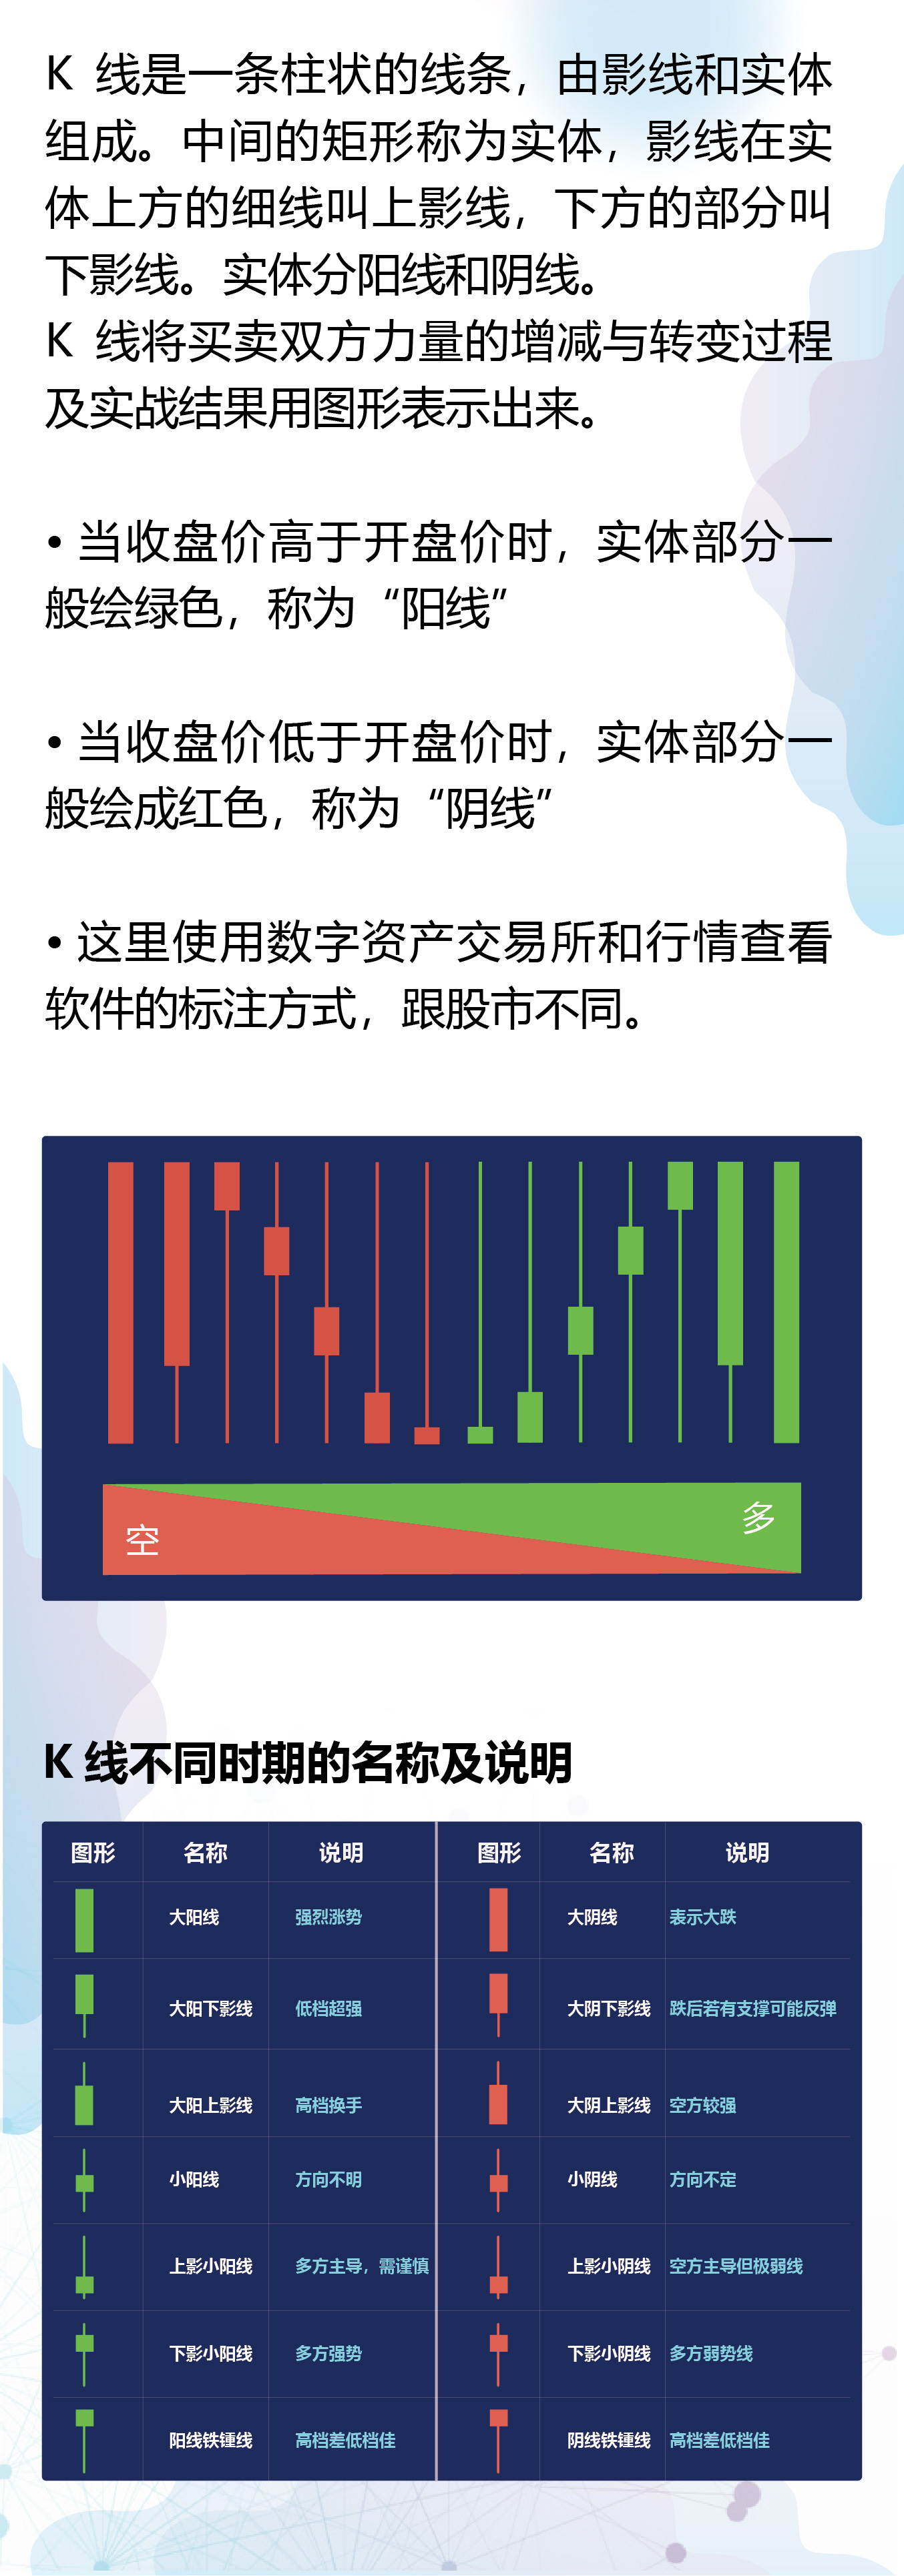 K 线是一条柱状的线条，由影线和实体
组成。中间的矩形称为实体，影线在实
体上方的细线叫上影线，下方的部分叫
下影线。实体分阳线和阴线。
K 线将买卖双方力量的增减与转变过程
及实战结果用图形表示出来。
• 当收盘价高于开盘价时，实体部分一
般绘绿色，称为“阳线”
• 当收盘价低于开盘价时，实体部分一
般绘成红色，称为“阴线”
• 这里使用数字资产交易所和行情查看
软件的标注方式，跟股市不同。
空 多
K 线不同时期的名称及说明
图形 名称 说明 图形 名称 说明
大阳线 强烈涨势 大阴线 表示大跌
大阳下影线 低档超强 大阴下影线 跌后若有支撑可能反弹
大阳上影线 高档换手 大阴上影线 空方较强
小阳线 方向不明 小阴线 方向不定
上影小阳线 多方主导，需谨慎 上影小阴线 空方主导但极弱线
下影小阳线 多方强势 下影小阴线 多方弱势线
阳线铁锺线 高档差低档佳 阴线铁锺线 高档差低档佳